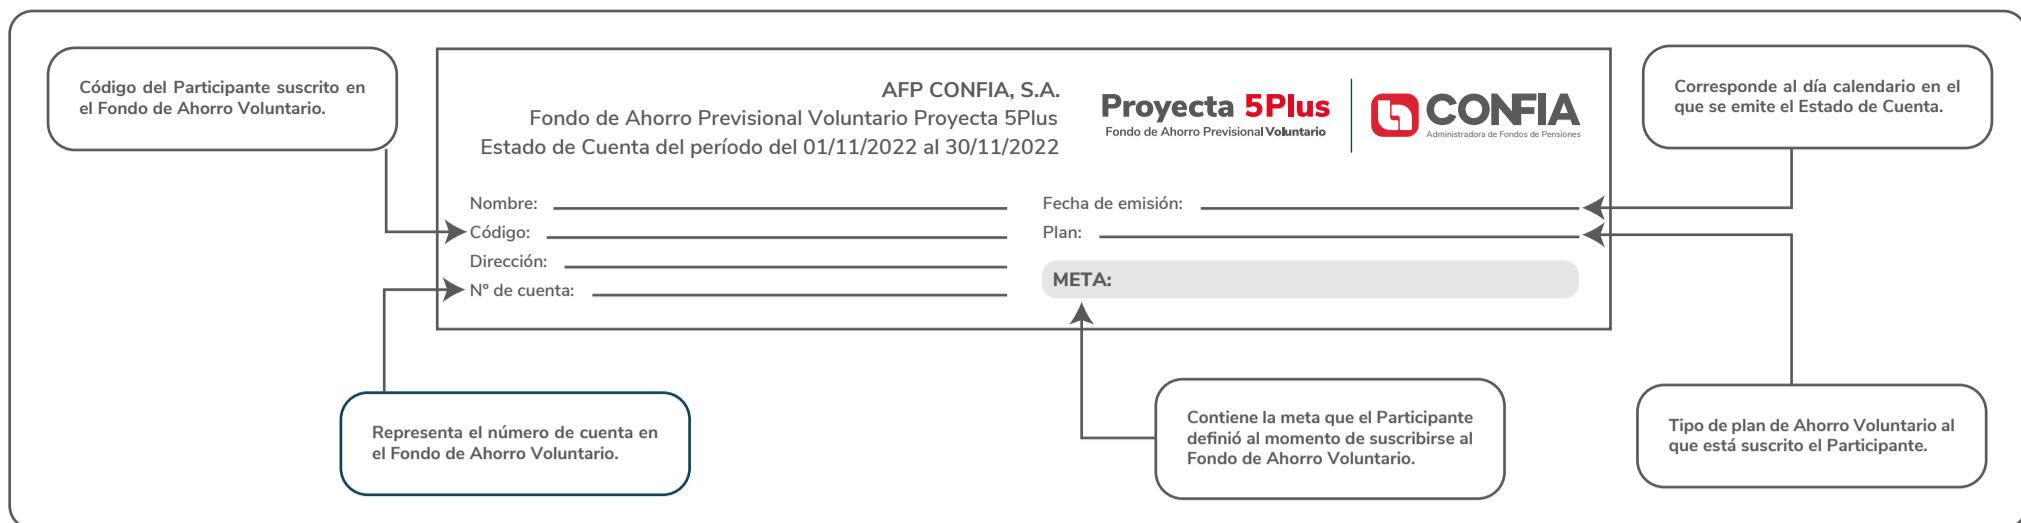 Código del Participante suscrito en
el Fondo de Ahorro Voluntario.
AFP CONFIA, S.A.
Fondo de Ahorro Previsional Voluntario Proyecta 5Plus
Estado de Cuenta del período del 01/11/2022 al 30/11/2022
Proyecta 5Plus
Fondo de Ahorro Previsional Voluntario
CONFIA
Administradora de Fondos de Pensiones
Corresponde al día calendario en el
que se emite el Estado de Cuenta.
Nombre:
Código:
Dirección:
Nº de cuenta:
Fecha de emisión:
Plan:
META:
Representa el número de cuenta en
el Fondo de Ahorro Voluntario.
Contiene la meta que el Participante
definió al momento de suscribirse al
Fondo de Ahorro Voluntario.
Tipo de plan de Ahorro Voluntario al
que está suscrito el Participante.